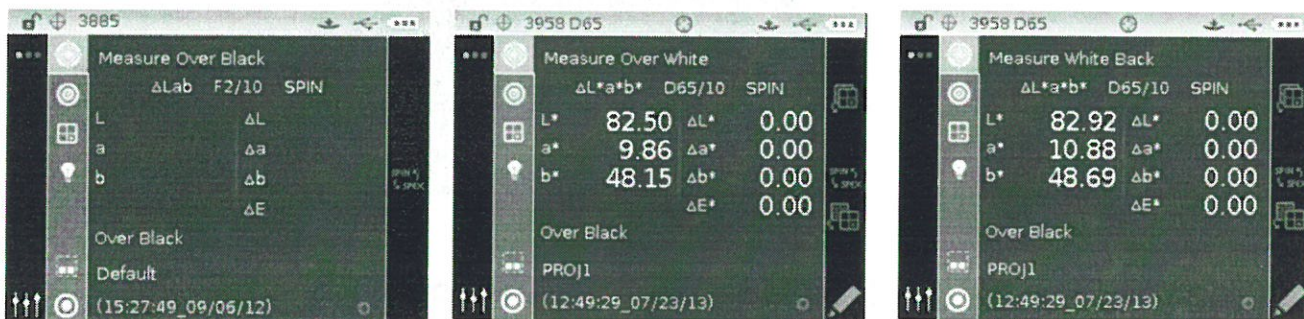 3885
Measure Over Black
ΔLab F2/10 SPIN
L ΔL
a Δa
b Δb
ΔE
Over Black
Default
(15:27:49_09/06/12)
3958 D65
Measure Over White
ΔL*a*b* D65/10 SPIN
L* 82.50 ΔL* 0.00
a* 9.86 Δa* 0.00
b* 48.15 Δb* 0.00
ΔE* 0.00
Over Black
PROJ1
(12:49:29_07/23/13)
3958 D65
Measure White Back
ΔL*a*b* D65/10 SPIN
L* 82.92 ΔL* 0.00
a* 10.88 Δa* 0.00
b* 48.69 Δb* 0.00
ΔE* 0.00
Over Black
PROJ1
(12:49:29_07/23/13)